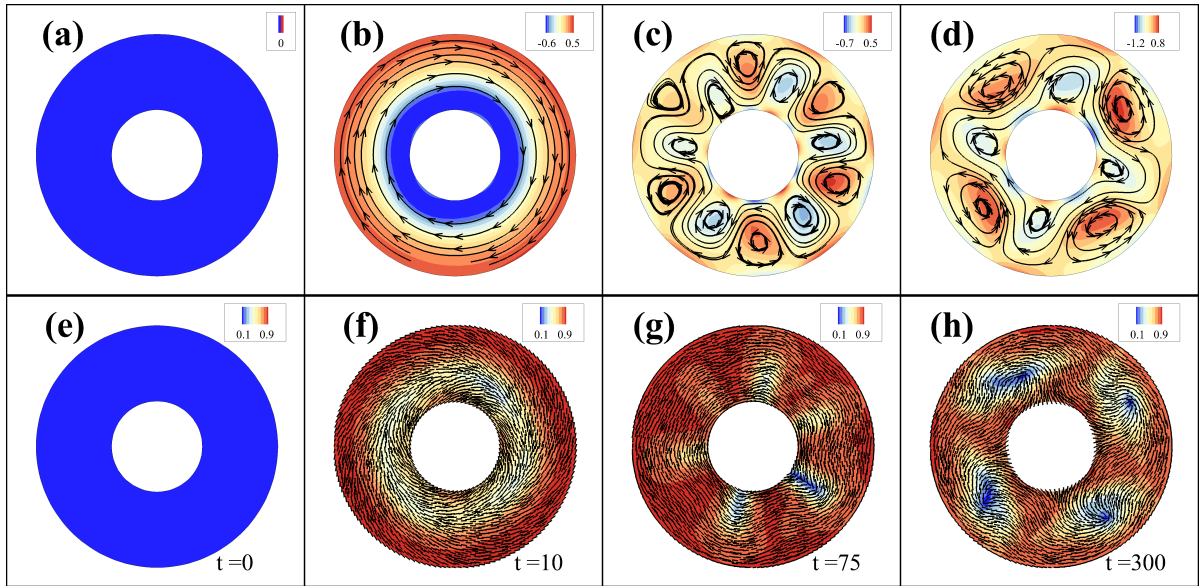 (a)
0
(b)
-0.6 0.5
(c)
-0.7 0.5
(d)
-1.2 0.8
(e)
0.1 0.9
t =0
(f)
0.1 0.9
t =10
(g)
0.1 0.9
t =75
(h)
0.1 0.9
t =300